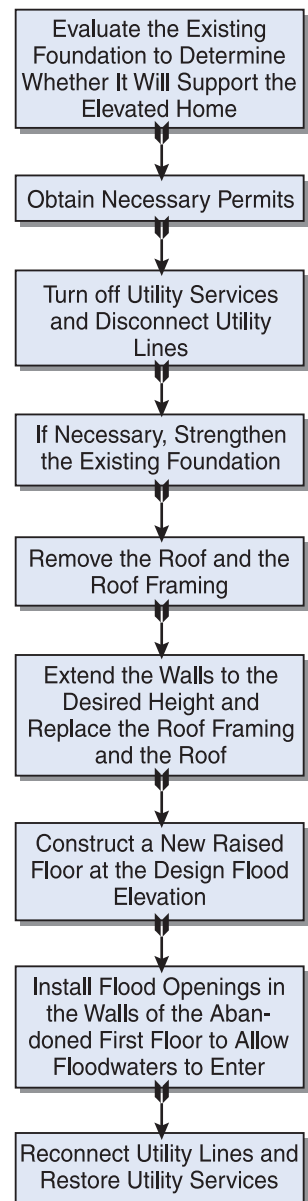 Evaluate the Existing
Foundation to Determine
Whether It Will Support the
Elevated Home
Obtain Necessary Permits
Turn off Utility Services
and Disconnect Utility
Lines
If Necessary, Strengthen
the Existing Foundation
Remove the Roof and the
Roof Framing
Extend the Walls to the
Desired Height and
Replace the Roof Framing
and the Roof
Construct a New Raised
Floor at the Design Flood
Elevation
Install Flood Openings in
the Walls of the Aban-
doned First Floor to Allow
Floodwaters to Enter
Reconnect Utility Lines and
Restore Utility Services